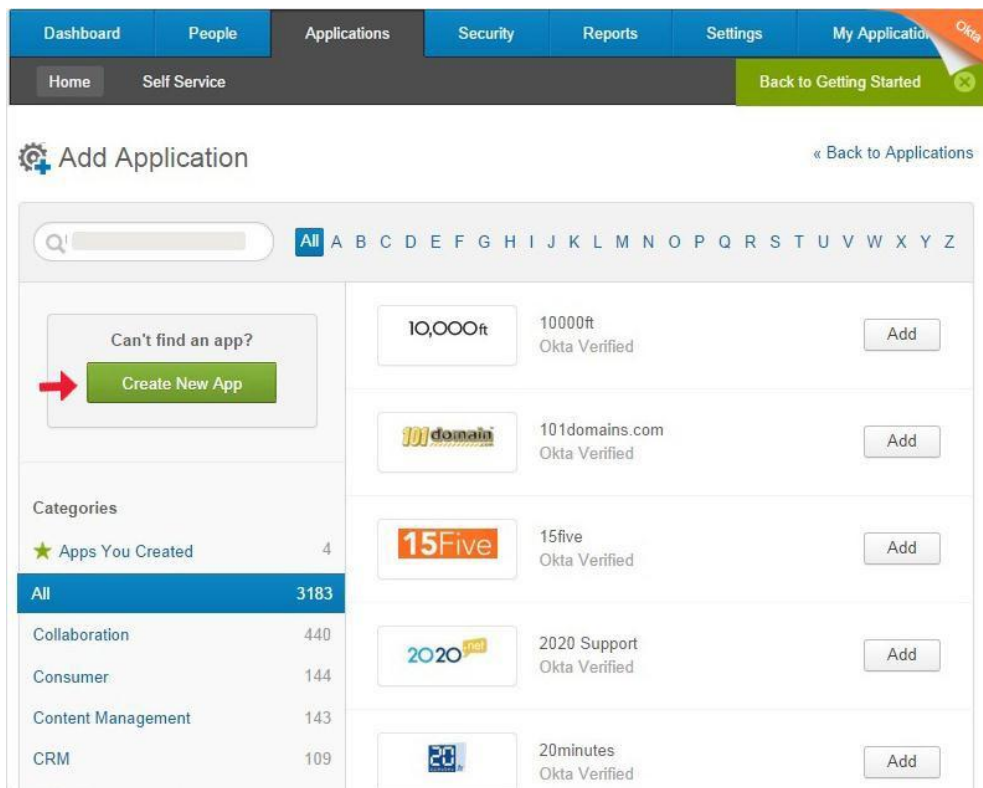 Dashboard People Applications Security Reports Settings My Application
Okta
Home Self Service Back to Getting Started
Add Application « Back to Applications
All A B C D E F G H I J K L M N O P Q R S T U V W X Y Z
Can't find an app?
Create New App
Categories
Apps You Created 4
All 3183
Collaboration 440
Consumer 144
Content Management 143
CRM 109
10,000ft 10000ft Add
Okta Verified
101domain 101domains.com Add
Okta Verified
15Five 15five Add
Okta Verified
2020 .net 2020 Support Add
Okta Verified
20 20minutes Add
Okta Verified